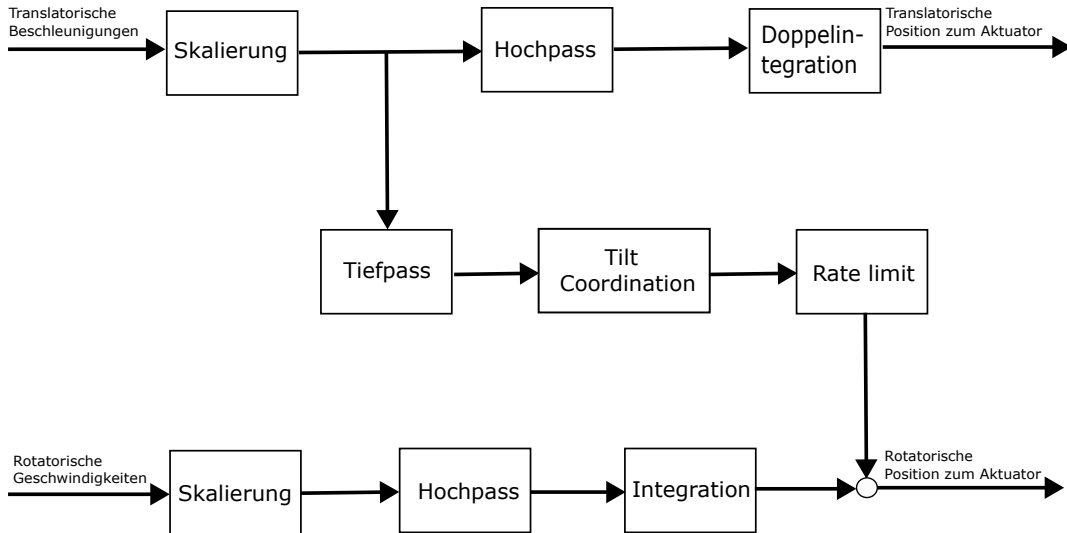 Translatorische
Beschleunigungen
Skalierung
Hochpass
Doppelin-
tegration
Translatorische
Position zum Aktuator
Tiefpass
Tilt
Coordination
Rate limit
Rotatorische
Geschwindigkeiten
Skalierung
Hochpass
Integration
Rotatorische
Position zum Aktuator